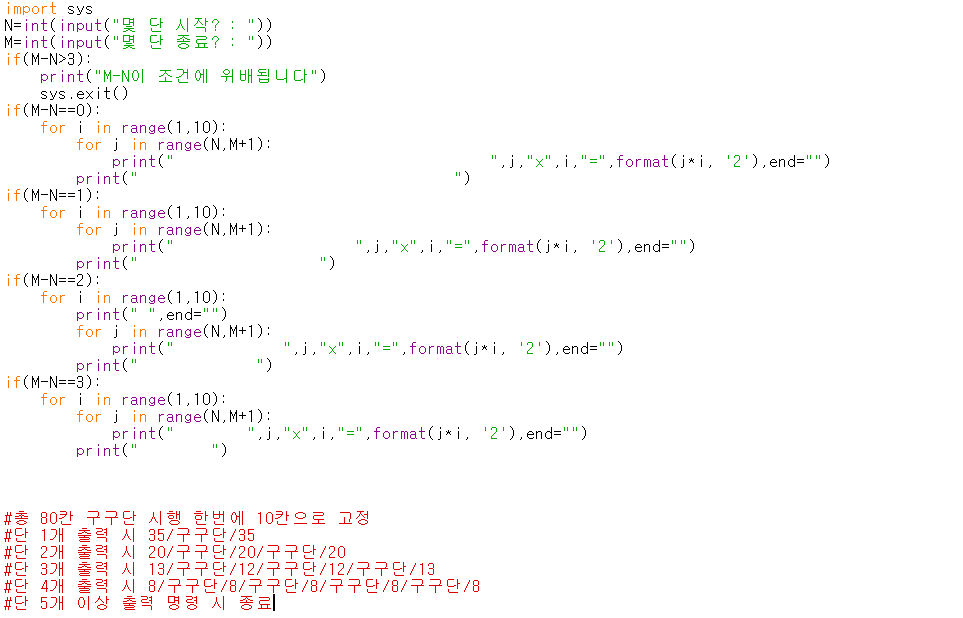 import sys
N=int(input("몇 단 시작? : "))
M=int(input("몇 단 종료? : "))
if(M-N>3):
    print("M-N이 조건에 위배됩니다")
    sys.exit()
if(M-N==0):
    for i in range(1,10):
        for j in range(N,M+1):
            print("                                   ",j,"x",i,"=",format(j*i, '2'),end="")
        print("                                   ")
if(M-N==1):
    for i in range(1,10):
        for j in range(N,M+1):
            print("                    ",j,"x",i,"=",format(j*i, '2'),end="")
        print("                    ")
if(M-N==2):
    for i in range(1,10):
        print(" ",end="")
        for j in range(N,M+1):
            print("            ",j,"x",i,"=",format(j*i, '2'),end="")
        print("             ")
if(M-N==3):
    for i in range(1,10):
        for j in range(N,M+1):
            print("        ",j,"x",i,"=",format(j*i, '2'),end="")
        print("        ")
#총 80칸 구구단 시행 한번에 10칸으로 고정
#단 1개 출력 시 35/구구단/35
#단 2개 출력 시 20/구구단/20/구구단/20
#단 3개 출력 시 13/구구단/12/구구단/12/구구단/13
#단 4개 출력 시 8/구구단/8/구구단/8/구구단/8/구구단/8
#단 5개 이상 출력 명령 시 종료